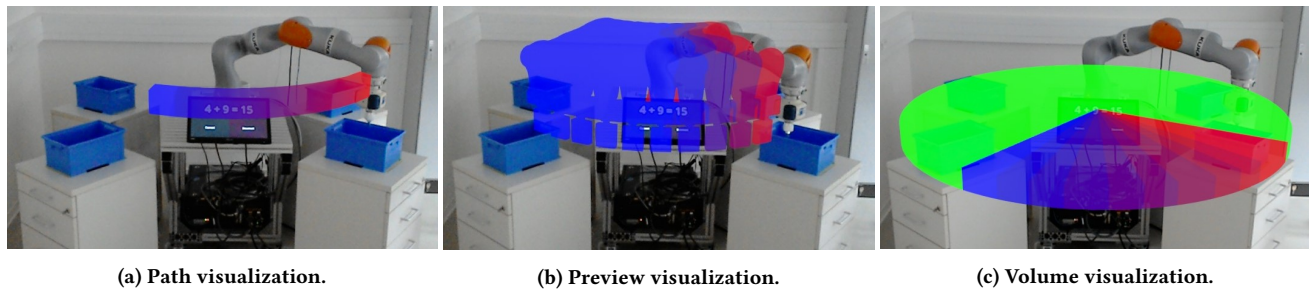 4 + 9 = 15
4 + 9 = 15
4 + 9 = 15
(a) Path visualization.
(b) Preview visualization.
(c) Volume visualization.